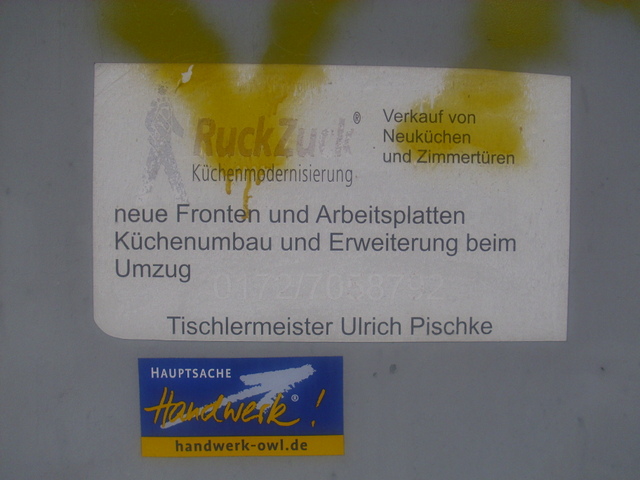 RuckZuck®
Küchenmodernisierung
Verkauf von
Neuküchen
und Zimmertüren
neue Fronten und Arbeitsplatten
Küchenumbau und Erweiterung beim
Umzug
Tischlermeister Ulrich Pischke
HAUPTSACHE
Handwerk®!
handwerk-owl.de